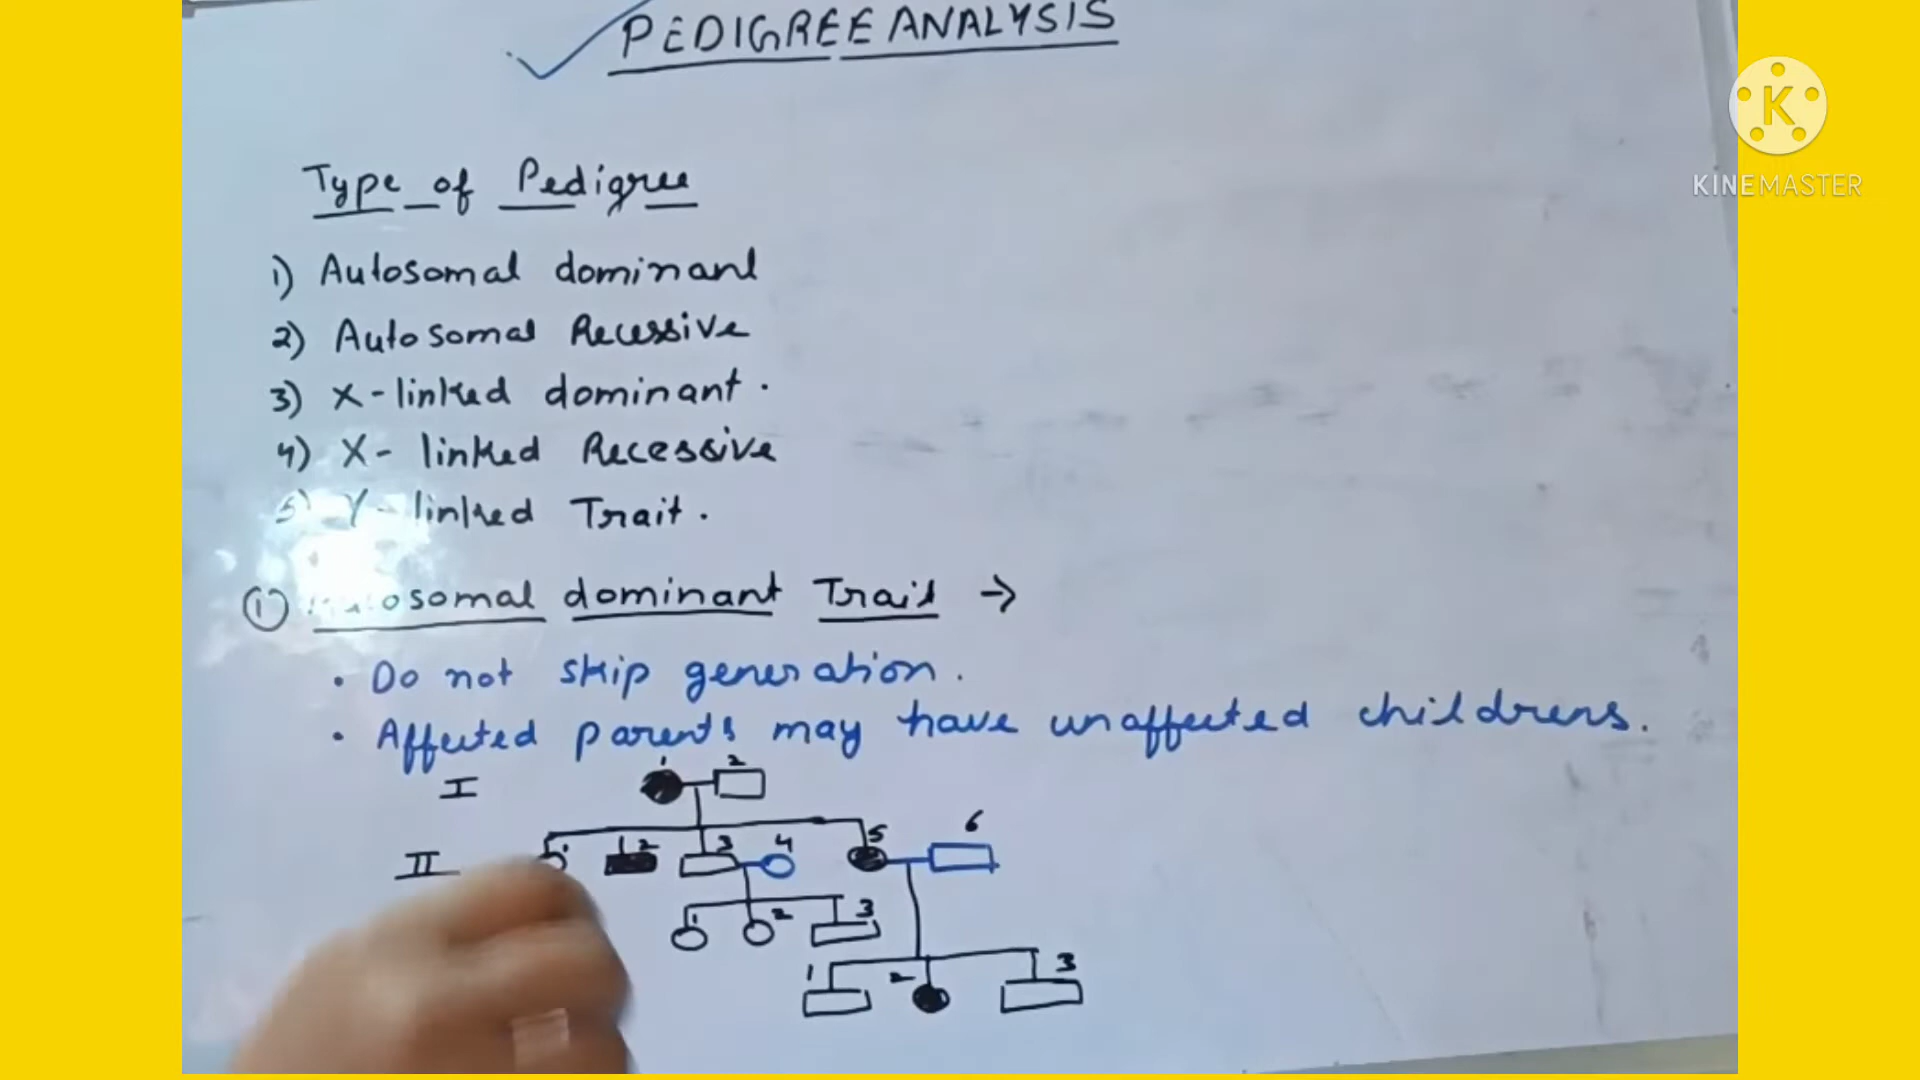 PEDIGREE ANALYSIS
KINEMASTER
Type of Pedigree
1) Autosomal dominant
2) Autosomal Recessive
3) X-linked dominant.
4) X- linked Recessive
5) Y- linked Trait.
① dominant Trait →
• Do not skip generation.
• Affected parents may have unaffected childrens.
I 1 2
II 1 2 3 4 5 6
1 2 3
1 2 3